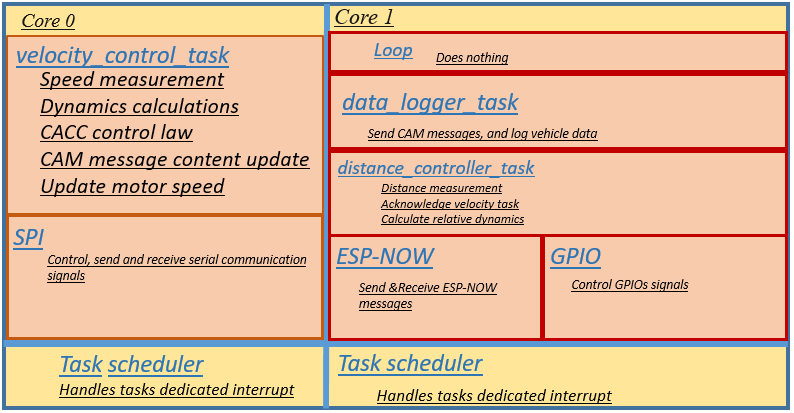 Core 0
velocity_control_task
Speed measurement
Dynamics calculations
CACC control law
CAM message content update
Update motor speed
SPI
Control, send and receive serial communication
signals
Task scheduler
Handles tasks dedicated interrupt
Core 1
Loop
Does nothing
data_logger_task
Send CAM messages, and log vehicle data
distance_controller_task
Distance measurement
Acknowledge velocity task
Calculate relative dynamics
ESP-NOW
Send &Receive ESP-NOW
messages
GPIO
Control GPIOs signals
Task scheduler
Handles tasks dedicated interrupt